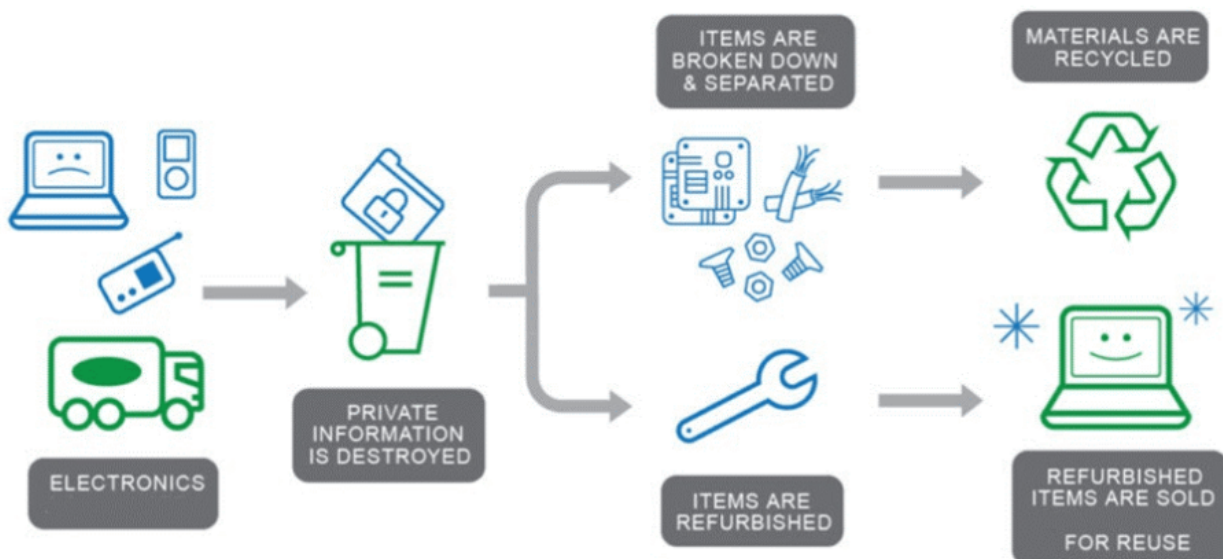 ITEMS ARE
BROKEN DOWN
& SEPARATED
MATERIALS ARE
RECYCLED
ELECTRONICS
PRIVATE
INFORMATION
IS DESTROYED
ITEMS ARE
REFURBISHED
REFURBISHED
ITEMS ARE SOLD
FOR REUSE